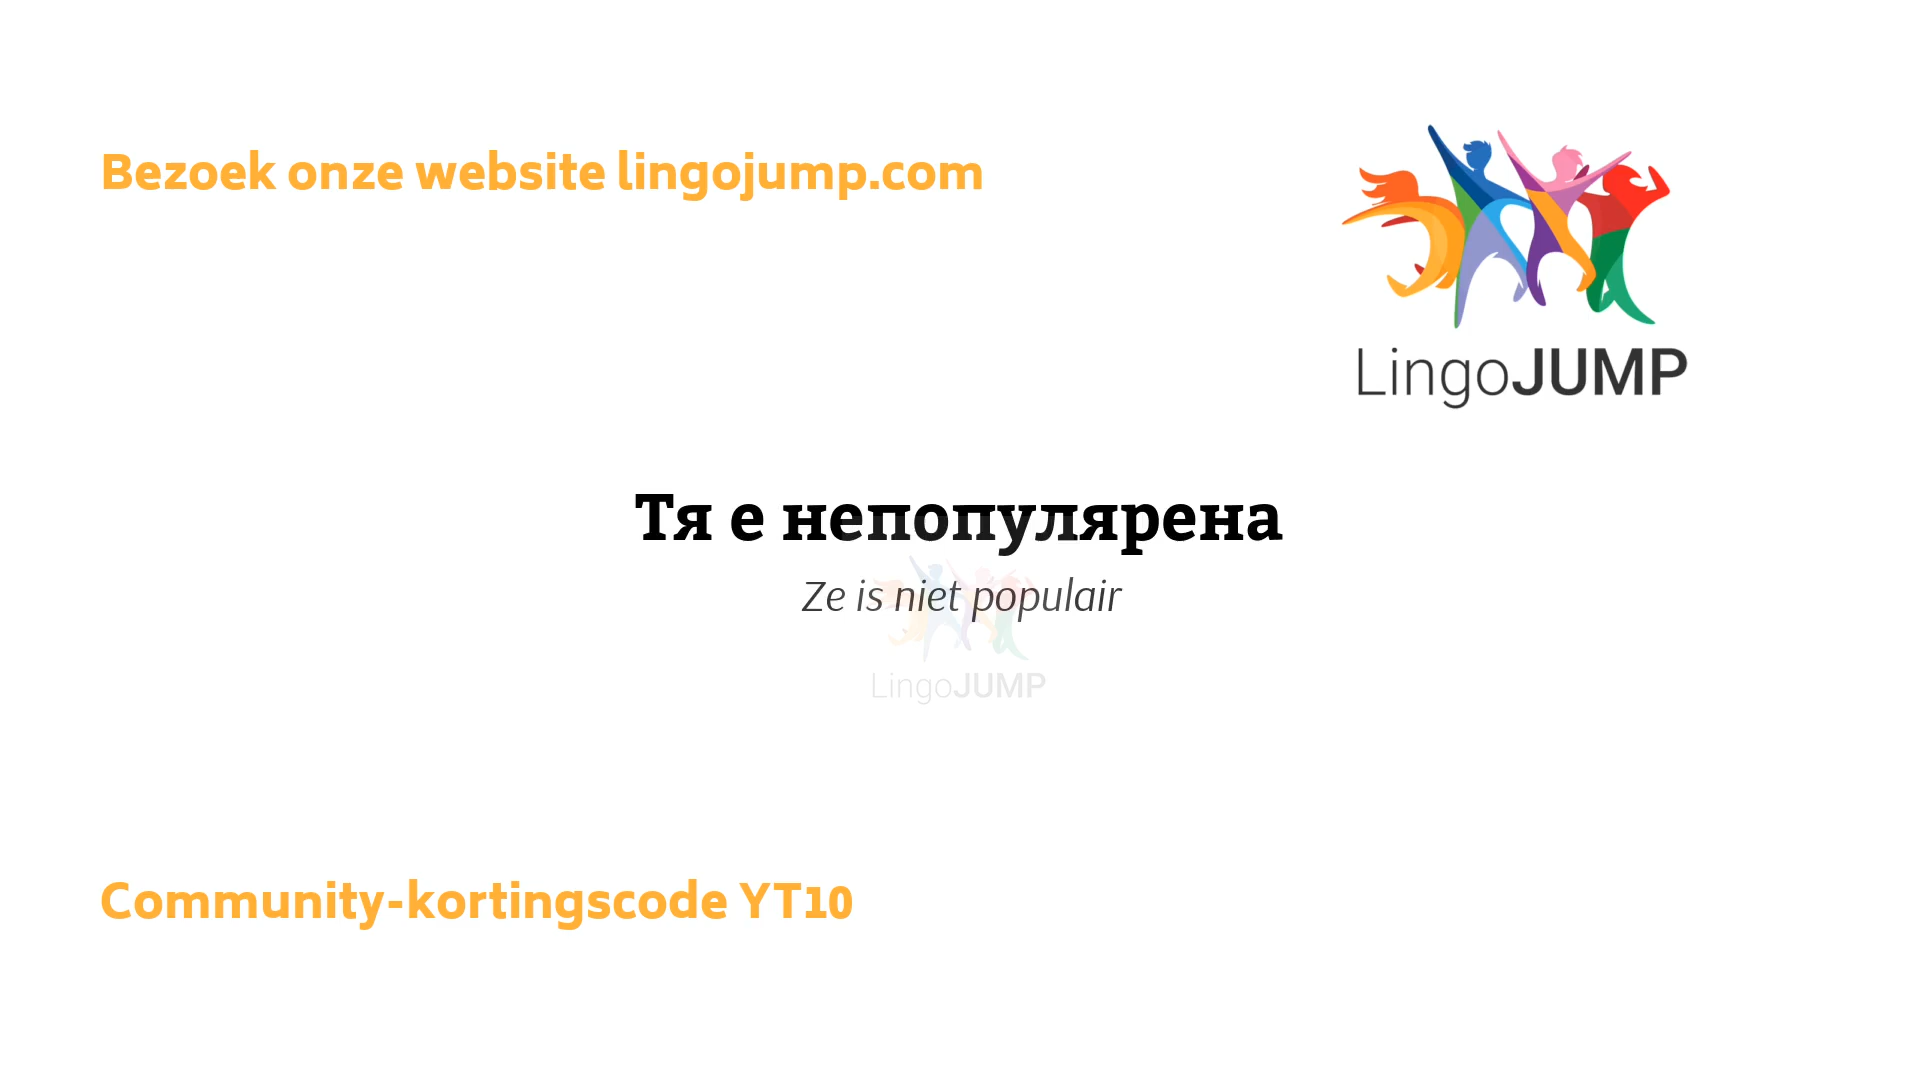 Bezoek onze website lingojump.com
LingoJUMP
Тя е непопулярена
Ze is niet populair
LingoJUMP
Community-kortingscode YT10